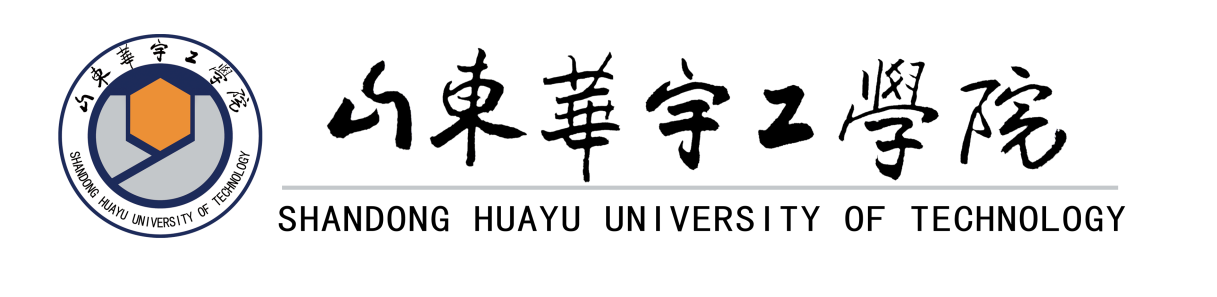 山東華宇工學院
SHANDONG HUAYU UNIVERSITY OF TECHNOLOGY
山東華宇工學院
SHANDONG HUAYU UNIVERSITY OF TECHNOLOGY